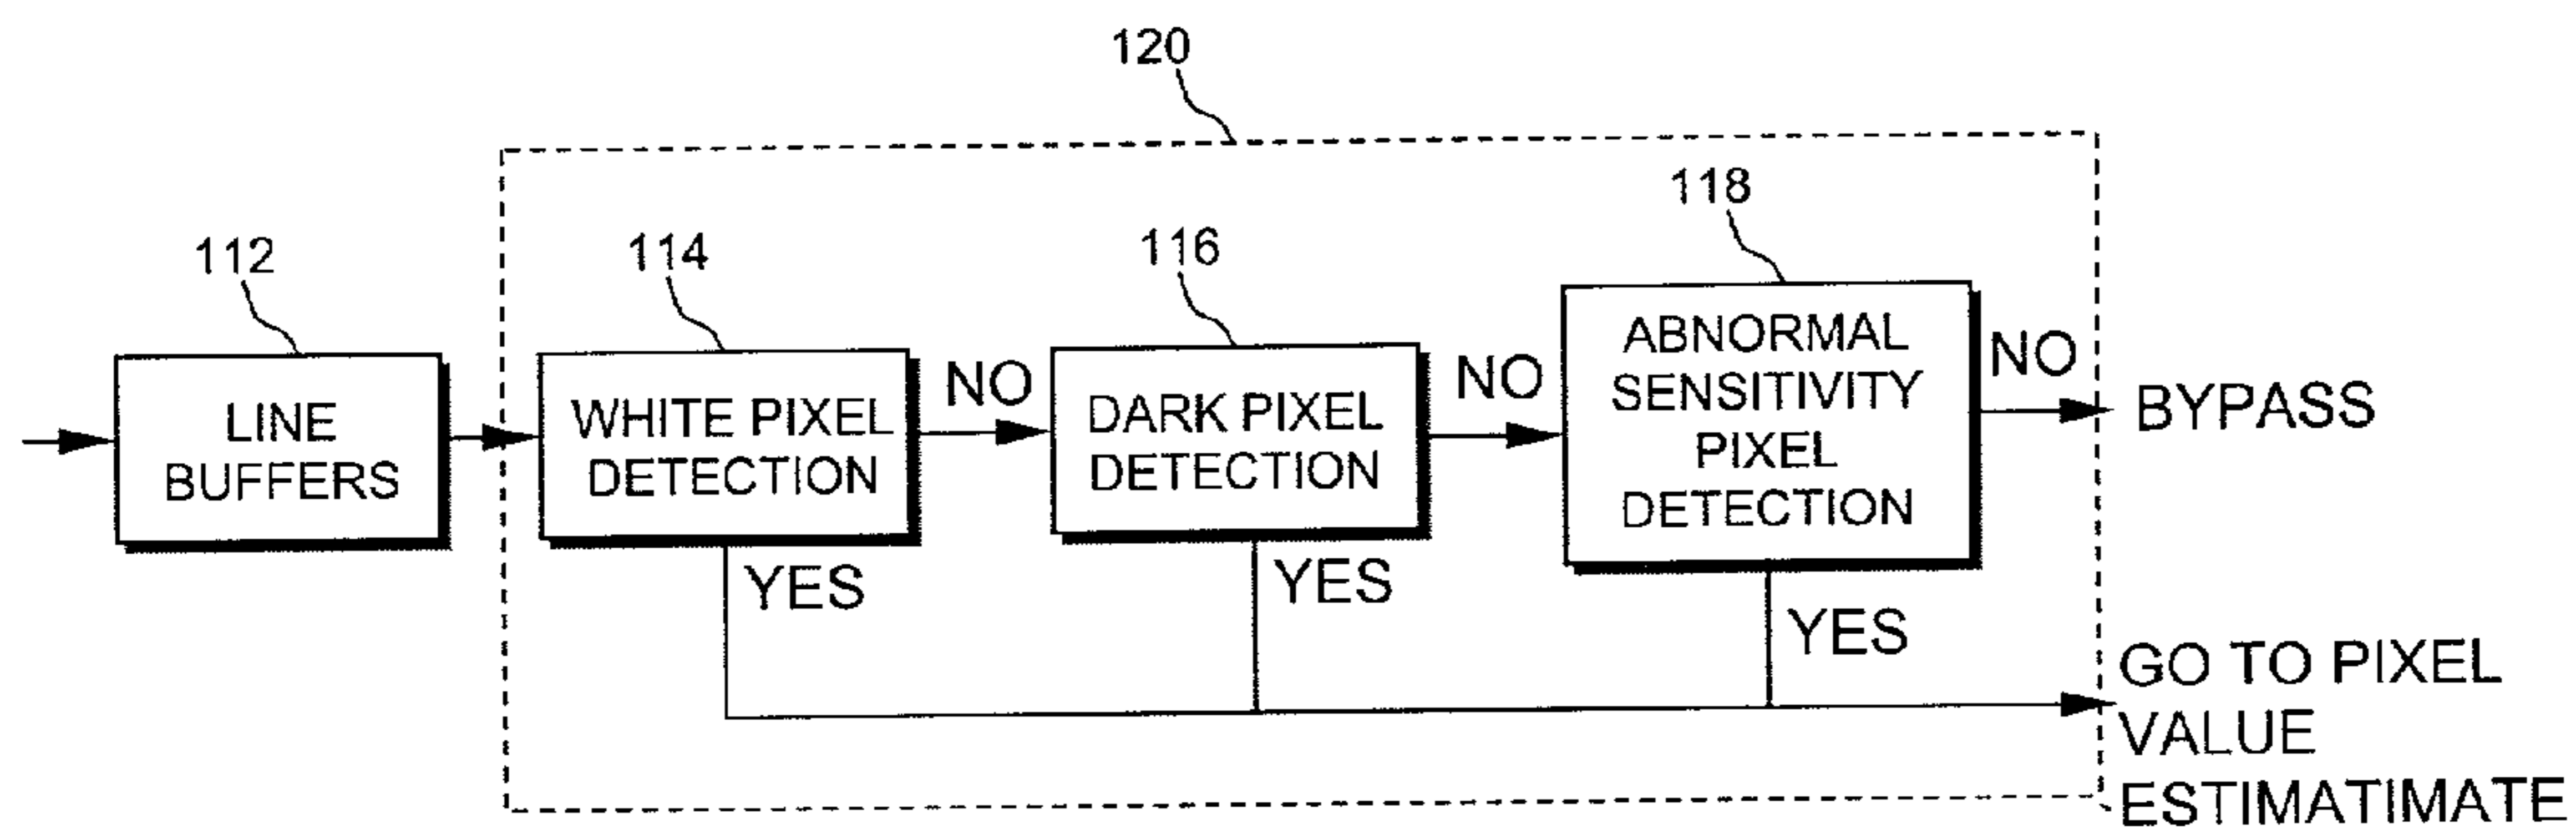 120
118
112
114
116
LINE
BUFFERS
WHITE PIXEL
DETECTION
NO
YES
DARK PIXEL
DETECTION
NO
YES
ABNORMAL
SENSITIVITY
PIXEL
DETECTION
NO
YES
BYPASS
GO TO PIXEL
VALUE
ESTIMATIMATE